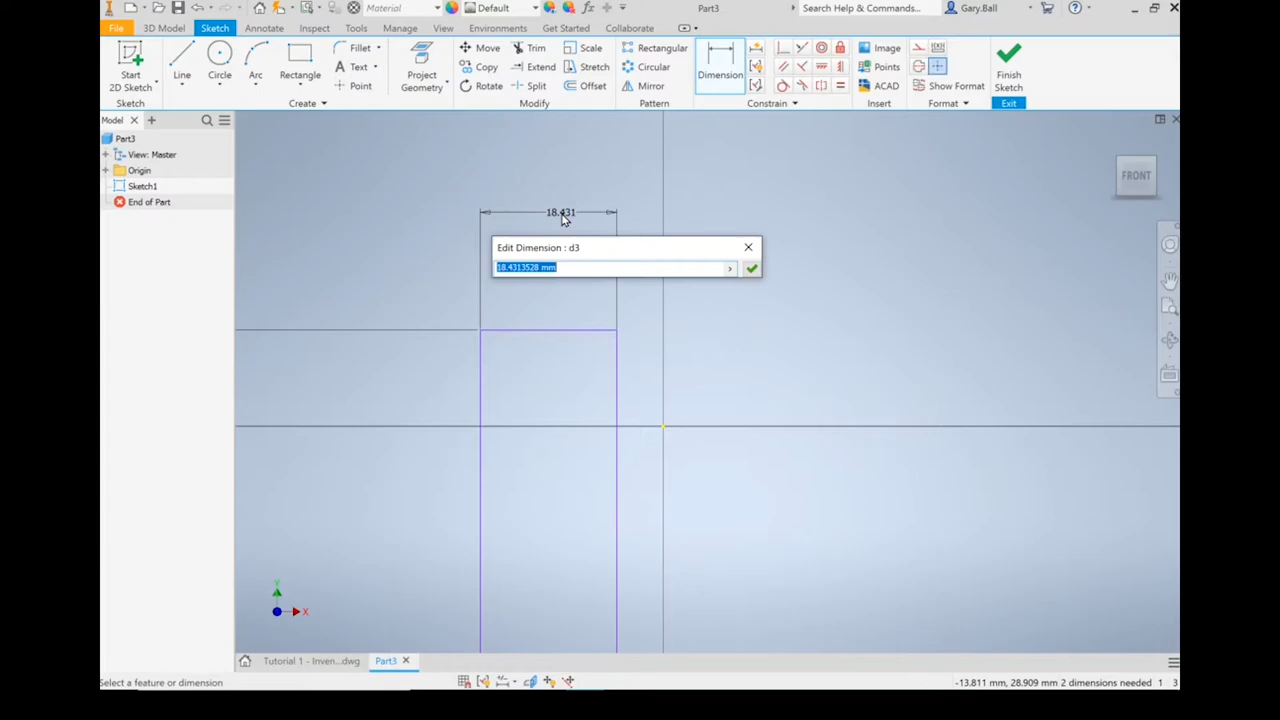 Material
Default
Part3
Search Help & Commands...
Gary.Ball
File
3D Model
Sketch
Annotate
Inspect
Tools
Manage
View
Environments
Get Started
Collaborate
Start
2D Sketch
Line
Circle
Arc
Rectangle
Fillet
Text
Point
Project
Geometry
Move
Copy
Rotate
Trim
Extend
Split
Scale
Stretch
Offset
Rectangular
Circular
Mirror
Dimension
Image
Points
ACAD
Show Format
Finish
Sketch
Sketch
Create
Modify
Pattern
Constrain
Insert
Format
Exit
Model
Part3
View: Master
Origin
Sketch1
End of Part
FRONT
18.431
Edit Dimension : d3
18.4313528 mm
Y
X
Tutorial 1 - Inven...dwg
Part3
Select a feature or dimension
-13.811 mm, 28.909 mm 2 dimensions needed 1 3